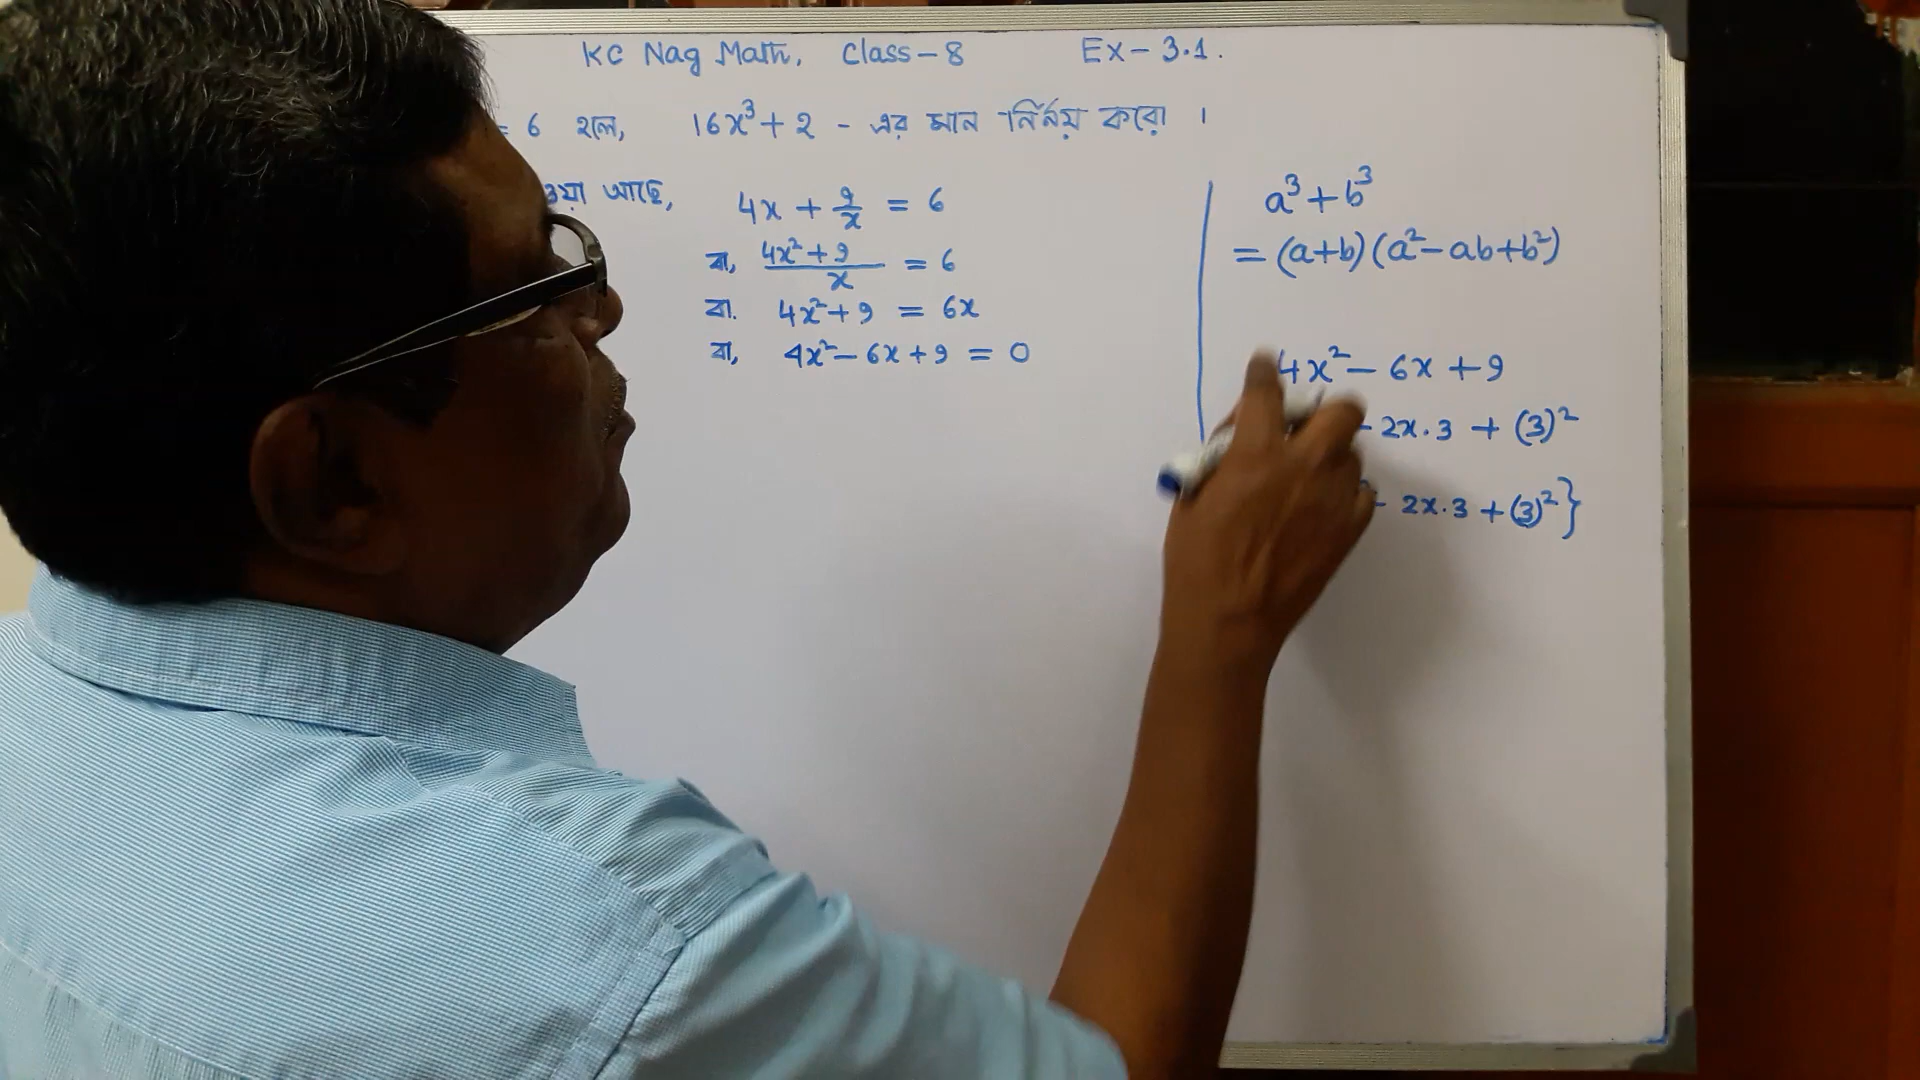 KC Nag Math, Class-8 Ex-3.1.
= 6 হলে, 16x³+2 - এর মান নির্নয় করো ।
ওয়া আছে, 4x + 9/x = 6
বা, (4x²+9)/x = 6
বা. 4x²+9 = 6x
বা, 4x²-6x+9 = 0
a³+b³
= (a+b)(a²-ab+b²)
4x²-6x+9
- 2x.3 + (3)²
- 2x.3 + (3)²}